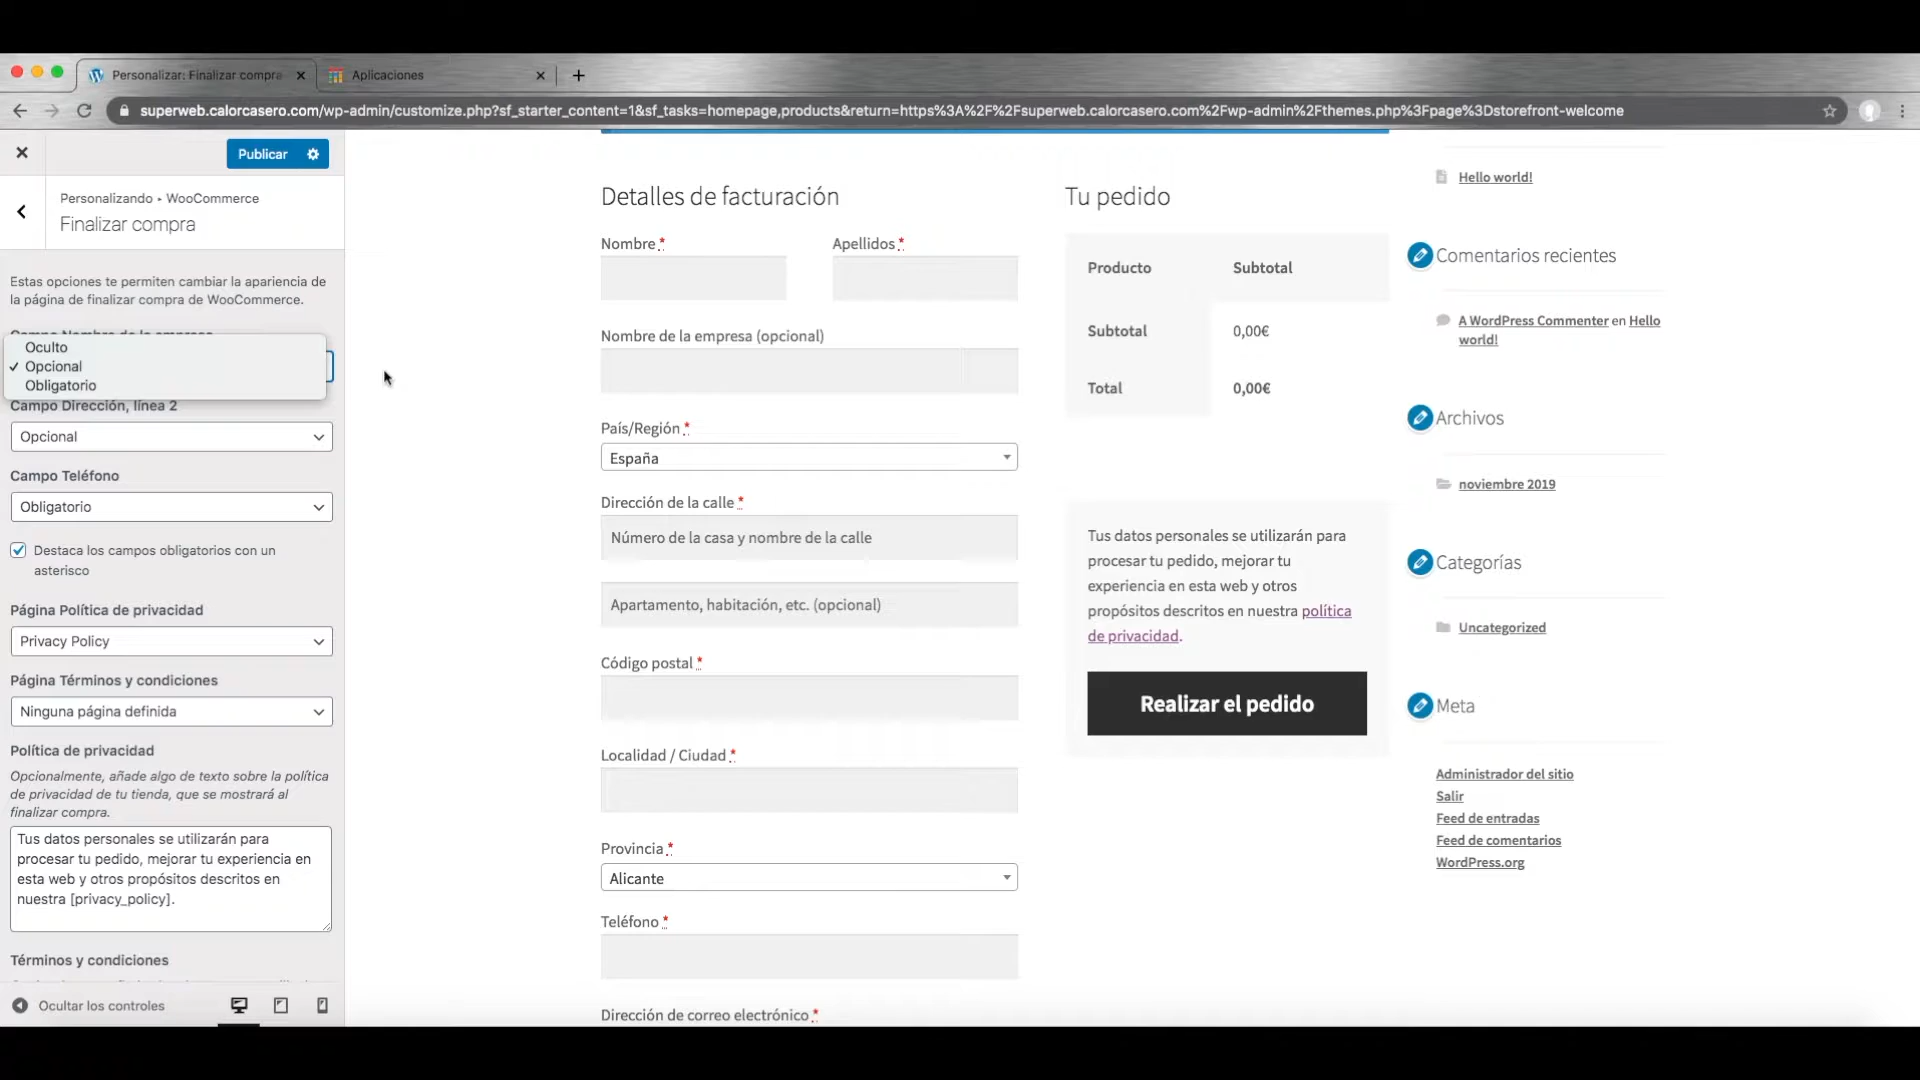 Personalizar: Finalizar compra
Aplicaciones
superweb.calorcasero.com/wp-admin/customize.php?sf_starter_content=1&sf_tasks=homepage,products&return=https%3A%2F%2Fsuperweb.calorcasero.com%2Fwp-admin%2Fthemes.php%3Fpage%3Dstorefront-welcome
Publicar
Personalizando ▸ WooCommerce
Finalizar compra
Estas opciones te permiten cambiar la apariencia de
la página de finalizar compra de WooCommerce.
Campo Nombre de la empresa
Oculto
✓ Opcional
Obligatorio
Campo Dirección, línea 2
Opcional
Campo Teléfono
Obligatorio
Destaca los campos obligatorios con un
asterisco
Página Política de privacidad
Privacy Policy
Página Términos y condiciones
Ninguna página definida
Política de privacidad
Opcionalmente, añade algo de texto sobre la política
de privacidad de tu tienda, que se mostrará al
finalizar compra.
Tus datos personales se utilizarán para
procesar tu pedido, mejorar tu experiencia en
esta web y otros propósitos descritos en
nuestra [privacy_policy].
Términos y condiciones
Ocultar los controles
Detalles de facturación
Nombre *
Apellidos *
Nombre de la empresa (opcional)
País/Región *
España
Dirección de la calle *
Número de la casa y nombre de la calle
Apartamento, habitación, etc. (opcional)
Código postal *
Localidad / Ciudad *
Provincia *
Alicante
Teléfono *
Dirección de correo electrónico *
Tu pedido
Producto Subtotal
Subtotal 0,00€
Total 0,00€
Tus datos personales se utilizarán para
procesar tu pedido, mejorar tu
experiencia en esta web y otros
propósitos descritos en nuestra política
de privacidad.
Realizar el pedido
Hello world!
Comentarios recientes
A WordPress Commenter en Hello
world!
Archivos
noviembre 2019
Categorías
Uncategorized
Meta
Administrador del sitio
Salir
Feed de entradas
Feed de comentarios
WordPress.org